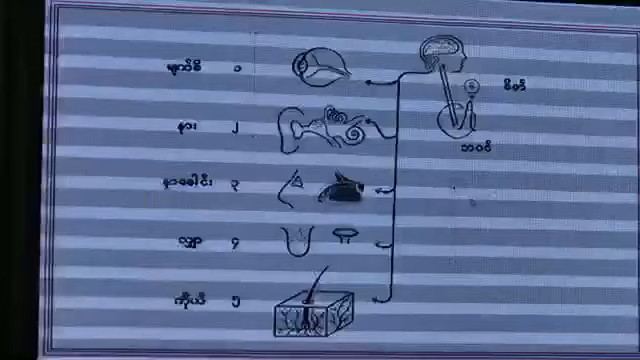 မျက်စိ ၁
နား ၂
နှာခေါင်း ၃
လျှာ ၄
ကိုယ် ၅
စိတ်
ဘဝင်